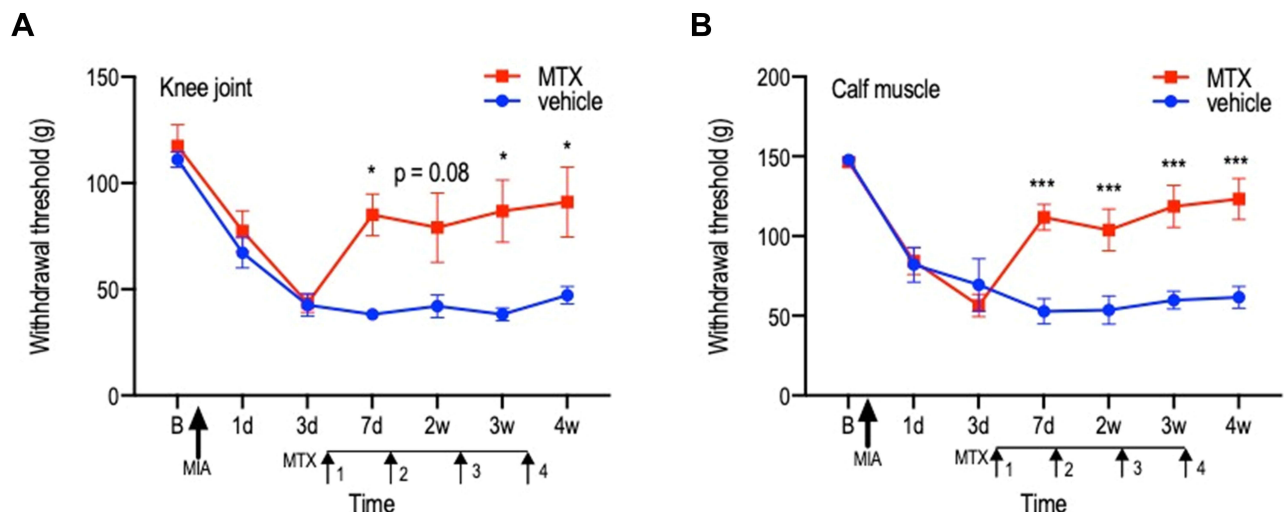 A
Knee joint
MTX
vehicle
Withdrawal threshold (g)
150
100
50
0
*
p = 0.08
*
*
B 1d 3d 7d 2w 3w 4w
MIA
MTX 1 2 3 4
Time
B
Calf muscle
MTX
vehicle
Withdrawal threshold (g)
200
150
100
50
0
***
***
***
***
B 1d 3d 7d 2w 3w 4w
MIA
MTX 1 2 3 4
Time